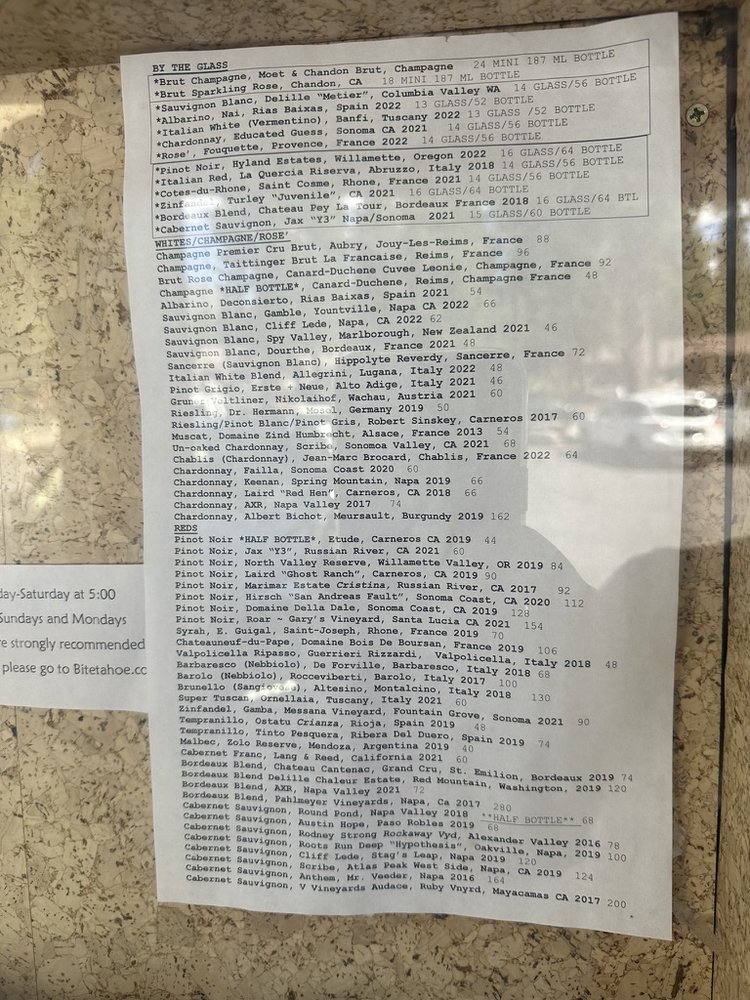 BY THE GLASS
*Brut Champagne, Moet & Chandon Brut, Champagne 24 MINI 187 ML BOTTLE
*Brut Sparkling Rose, Chandon, CA 18 MINI 187 ML BOTTLE
*Sauvignon Blanc, Delille "Metier", Columbia Valley WA 14 GLASS/56 BOTTLE
*Albarino, Nai, Rias Baixas, Spain 2022 13 GLASS/52 BOTTLE
*Italian White (Vermentino), Banfi, Tuscany 2022 13 GLASS /52 BOTTLE
*Chardonnay, Educated Guess, Sonoma CA 2021 14 GLASS/56 BOTTLE
*Rose', Fouquette, Provence, France 2022 14 GLASS/56 BOTTLE
*Pinot Noir, Hyland Estates, Willamette, Oregon 2022 16 GLASS/64 BOTTLE
*Italian Red, La Quercia Riserva, Abruzzo, Italy 2018 14 GLASS/56 BOTTLE
*Cotes-du-Rhone, Saint Cosme, Rhone, France 2021 14 GLASS/56 BOTTLE
*Zinfandel, Turley "Juvenile", CA 2021 16 GLASS/64 BOTTLE
*Bordeaux Blend, Chateau Pey La Tour, Bordeaux France 2018 16 GLASS/64 BTL
*Cabernet Sauvignon, Jax "Y3" Napa/Sonoma 2021 15 GLASS/60 BOTTLE
WHITES/CHAMPAGNE/ROSE'
Champagne Premier Cru Brut, Aubry, Jouy-Les-Reims, France 88
Champagne, Taittinger Brut La Francaise, Reims, France 96
Brut Rose Champagne, Canard-Duchene Cuvee Leonie, Champagne, France 92
Champagne *HALF BOTTLE*, Canard-Duchene, Reims, Champagne France 48
Albarino, Deconsierto, Rias Baixas, Spain 2021 54
Sauvignon Blanc, Gamble, Yountville, Napa CA 2022 66
Sauvignon Blanc, Cliff Lede, Napa, CA 2022 62
Sauvignon Blanc, Spy Valley, Marlborough, New Zealand 2021 46
Sauvignon Blanc, Dourthe, Bordeaux, France 2021 48
Sancerre (Sauvignon Blanc), Hippolyte Reverdy, Sancerre, France 72
Italian White Blend, Allegrini, Lugana, Italy 2022 48
Pinot Grigio, Erste + Neue, Alto Adige, Italy 2021 46
Gruner Veltliner, Nikolaihof, Wachau, Austria 2021 60
Riesling, Dr. Hermann, Mosel, Germany 2019 50
Riesling/Pinot Blanc/Pinot Gris, Robert Sinskey, Carneros 2017 60
Muscat, Domaine Zind Humbrecht, Alsace, France 2013 54
Un-oaked Chardonnay, Scribe, Sonomoa Valley, CA 2021 68
Chablis (Chardonnay), Jean-Marc Brocard, Chablis, France 2022 64
Chardonnay, Failla, Sonoma Coast 2020 60
Chardonnay, Keenan, Spring Mountain, Napa 2019 66
Chardonnay, Laird "Red Hen", Carneros, CA 2018 66
Chardonnay, AXR, Napa Valley 2017 74
Chardonnay, Albert Bichot, Meursault, Burgundy 2019 162
REDS
Pinot Noir *HALF BOTTLE*, Etude, Carneros CA 2019 44
Pinot Noir, Jax "Y3", Russian River, CA 2021 60
Pinot Noir, North Valley Reserve, Willamette Valley, OR 2019 84
Pinot Noir, Laird "Ghost Ranch", Carneros, CA 2019 90
Pinot Noir, Marimar Estate Cristina, Russian River, CA 2017 92
Pinot Noir, Hirsch "San Andreas Fault", Sonoma Coast, CA 2020 112
Pinot Noir, Domaine Della Dale, Sonoma Coast, CA 2019 128
Pinot Noir, Roar ~ Gary's Vineyard, Santa Lucia CA 2021 154
Syrah, E. Guigal, Saint-Joseph, Rhone, France 2019 70
Chateauneuf-du-Pape, Domaine Bois De Boursan, France 2019 106
Valpolicella Ripasso, Guerrieri Rizzardi, Valpolicella, Italy 2018 48
Barbaresco (Nebbiolo), De Forville, Barbaresco, Italy 2018 68
Barolo (Nebbiolo), Rocceviberti, Barolo, Italy 2017 100
Brunello (Sangiovese), Altesino, Montalcino, Italy 2018 130
Super Tuscan, Ornellaia, Tuscany, Italy 2021 60
Zinfandel, Gamba, Messana Vineyard, Fountain Grove, Sonoma 2021 90
Tempranillo, Ostatu Crianza, Rioja, Spain 2019 48
Tempranillo, Tinto Pesquera, Ribera Del Duero, Spain 2019 74
Malbec, Zolo Reserve, Mendoza, Argentina 2019 40
Cabernet Franc, Lang & Reed, California 2021 60
Bordeaux Blend, Chateau Cantenac, Grand Cru, St. Emilion, Bordeaux 2019 74
Bordeaux Blend Delille Chaleur Estate, Red Mountain, Washington, 2019 120
Bordeaux Blend, AXR, Napa Valley 2021 72
Bordeaux Blend, Pahlmeyer Vineyards, Napa, Ca 2017 280
Cabernet Sauvignon, Round Pond, Napa Valley 2018 **HALF BOTTLE** 68
Cabernet Sauvignon, Austin Hope, Paso Robles 2019 68
Cabernet Sauvignon, Rodney Strong Rockaway Vyd, Alexander Valley 2016 78
Cabernet Sauvignon, Roots Run Deep "Hypothesis", Oakville, Napa, 2019 100
Cabernet Sauvignon, Cliff Lede, Stag's Leap, Napa 2019 120
Cabernet Sauvignon, Scribe, Atlas Peak West Side, Napa, CA 2019 124
Cabernet Sauvignon, Anthem, Mr. Veeder, Napa 2016 164
Cabernet Sauvignon, V Vineyards Audace, Ruby Vnyrd, Mayacamas CA 2017 200
day-Saturday at 5:00
Sundays and Mondays
re strongly recommended
please go to Bitetahoe.co